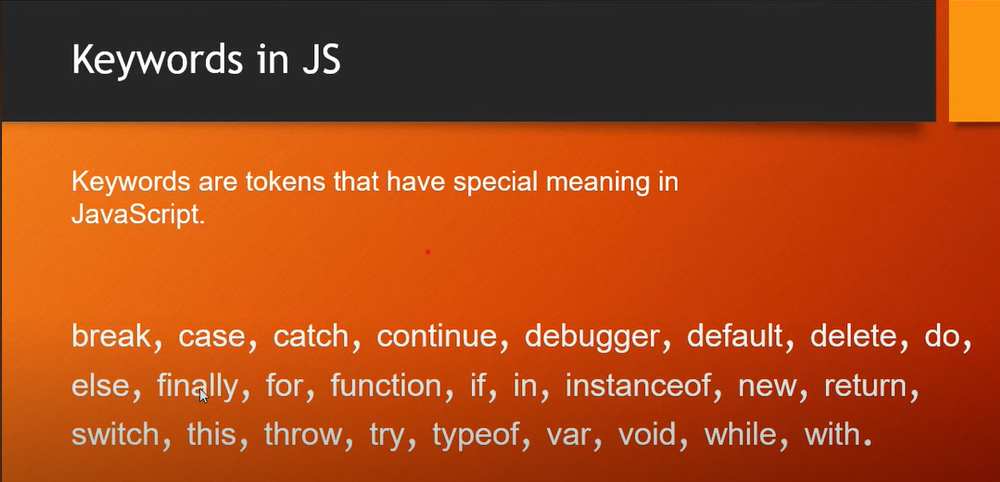 Keywords in JS
Keywords are tokens that have special meaning in
JavaScript.
break, case, catch, continue, debugger, default, delete, do,
else, finally, for, function, if, in, instanceof, new, return,
switch, this, throw, try, typeof, var, void, while, with.